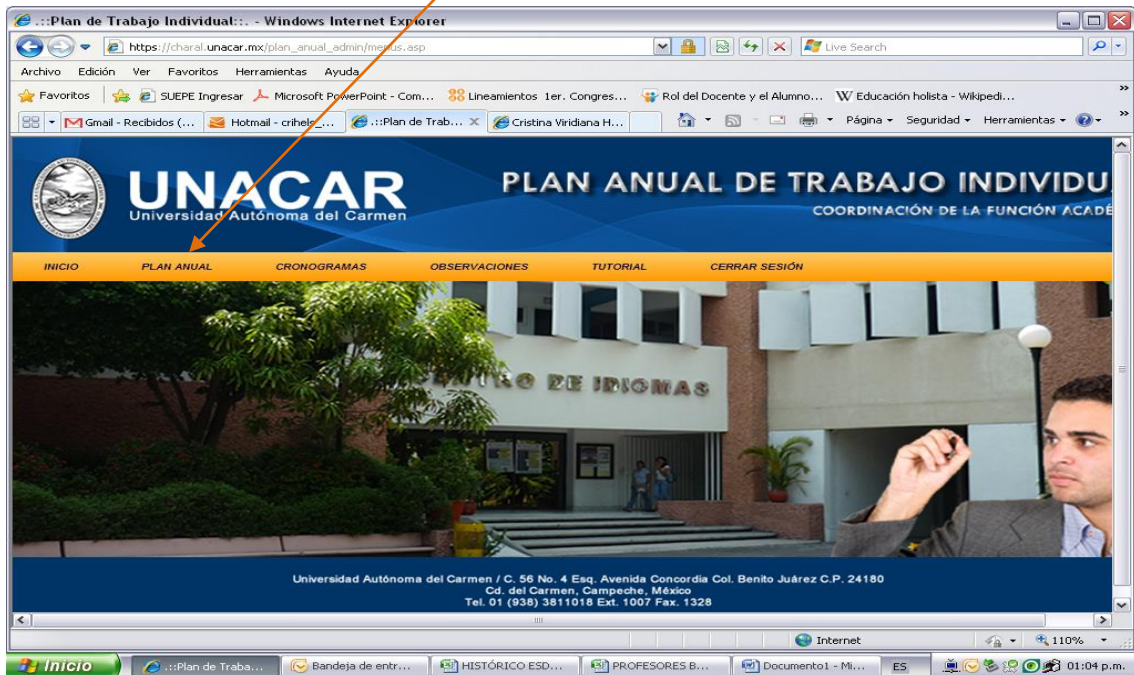 .::Plan de Trabajo Individual::. - Windows Internet Explorer
https://charal.unacar.mx/plan_anual_admin/menus.asp
Live Search
Archivo Edición Ver Favoritos Herramientas Ayuda
Favoritos SUEPE Ingresar Microsoft PowerPoint - Com... Lineamientos 1er. Congres... Rol del Docente y el Alumno... Educación holista - Wikipedi...
Gmail - Recibidos (... Hotmail - crihels_... .::Plan de Trab... Cristina Viridiana H... Página Seguridad Herramientas
UNACAR
Universidad Autónoma del Carmen
PLAN ANUAL DE TRABAJO INDIVIDU
COORDINACIÓN DE LA FUNCIÓN ACADÉ
INICIO PLAN ANUAL CRONOGRAMAS OBSERVACIONES TUTORIAL CERRAR SESIÓN
CENTRO DE IDIOMAS
Universidad Autónoma del Carmen / C. 56 No. 4 Esq. Avenida Concordia Col. Benito Juárez C.P. 24180
Cd. del Carmen, Campeche, México
Tel. 01 (938) 3811018 Ext. 1007 Fax. 1328
Internet 110%
Inicio .::Plan de Traba... Bandeja de entr... HISTÓRICO ESD... PROFESORES B... Documento1 - Mi... ES 01:04 p.m.